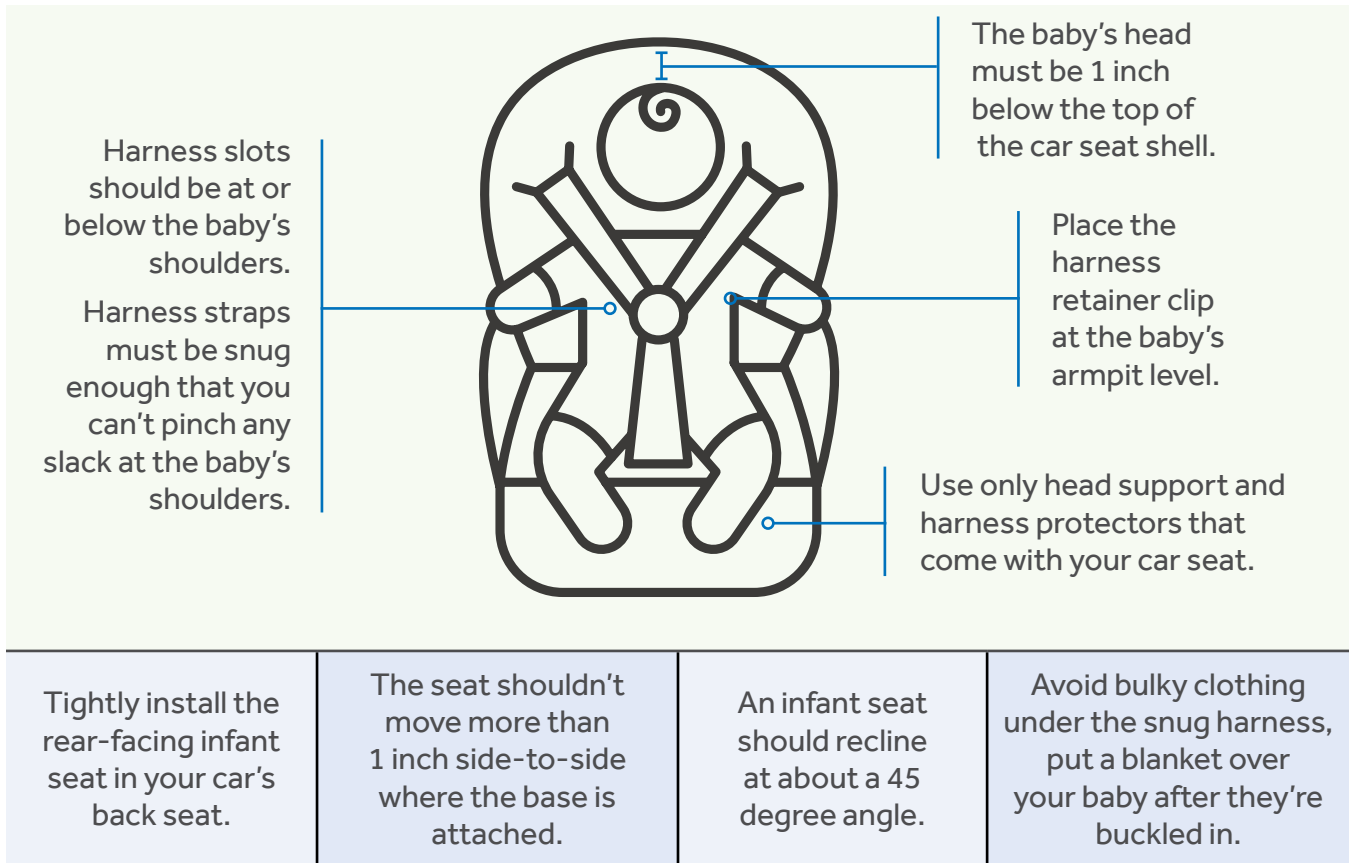 The baby's head
must be 1 inch
below the top of
the car seat shell.
Harness slots
should be at or
below the baby's
shoulders.
Harness straps
must be snug
enough that you
can't pinch any
slack at the baby's
shoulders.
Place the
harness
retainer clip
at the baby's
armpit level.
Use only head support and
harness protectors that
come with your car seat.
Tightly install the
rear-facing infant
seat in your car's
back seat.
The seat shouldn't
move more than
1 inch side-to-side
where the base is
attached.
An infant seat
should recline
at about a 45
degree angle.
Avoid bulky clothing
under the snug harness,
put a blanket over
your baby after they're
buckled in.